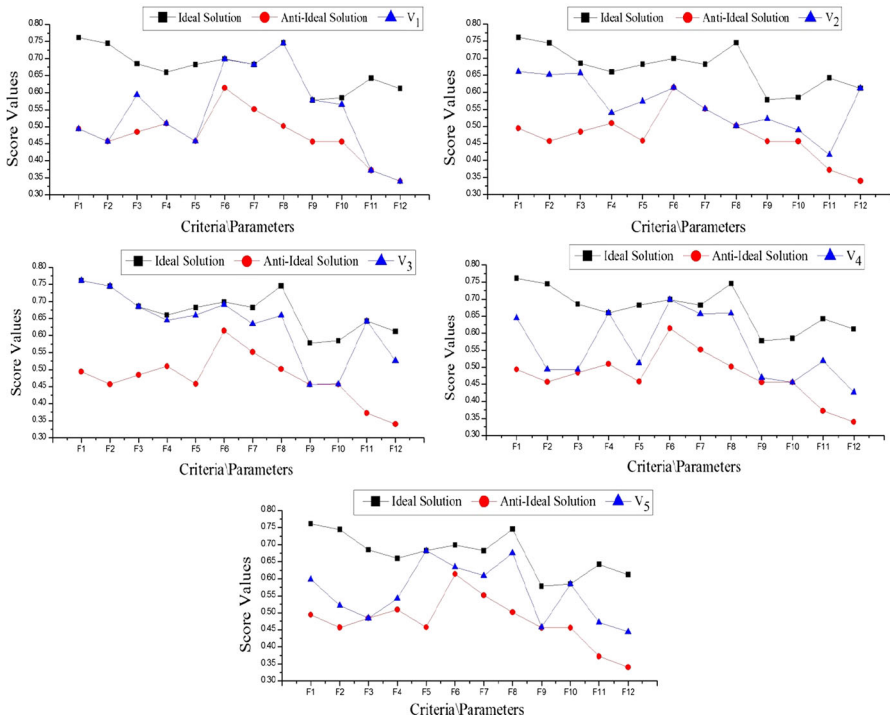 Ideal Solution Anti-Ideal Solution V1
Score Values
0.80
0.75
0.70
0.65
0.60
0.55
0.50
0.45
0.40
0.35
0.30
F1 F2 F3 F4 F5 F6 F7 F8 F9 F10 F11 F12
Criteria\Parameters
Ideal Solution Anti-Ideal Solution V2
Score Values
0.80
0.75
0.70
0.65
0.60
0.55
0.50
0.45
0.40
0.35
0.30
F1 F2 F3 F4 F5 F6 F7 F8 F9 F10 F11 F12
Criteria\Parameters
Ideal Solution Anti-Ideal Solution V3
Score Values
0.80
0.75
0.70
0.65
0.60
0.55
0.50
0.45
0.40
0.35
0.30
F1 F2 F3 F4 F5 F6 F7 F8 F9 F10 F11 F12
Criteria\Parameters
Ideal Solution Anti-Ideal Solution V4
Score Values
0.80
0.75
0.70
0.65
0.60
0.55
0.50
0.45
0.40
0.35
0.30
F1 F2 F3 F4 F5 F6 F7 F8 F9 F10 F11 F12
Criteria\Parameters
Ideal Solution Anti-Ideal Solution V5
Score Values
0.80
0.75
0.70
0.65
0.60
0.55
0.50
0.45
0.40
0.35
0.30
F1 F2 F3 F4 F5 F6 F7 F8 F9 F10 F11 F12
Criteria\Parameters